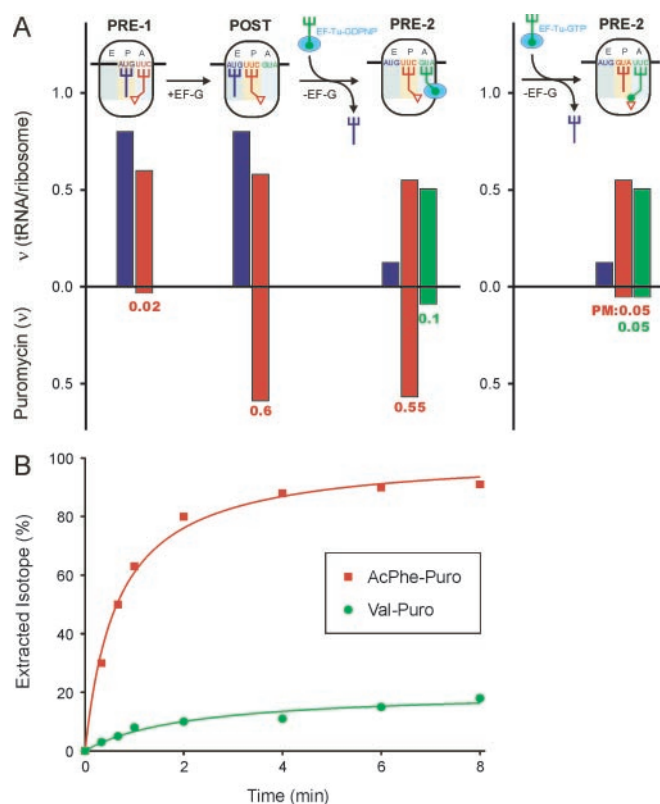 A
PRE-1
POST
EF-Tu-GDPNP
PRE-2
EF-Tu-GTP
PRE-2
E P A
AUG UUC
E P A
AUG UUC GUA
E P A
AUG UUC GUA
E P A
AUG GUA UUC
+EF-G
-EF-G
-EF-G
ν (tRNA/ribosome)
1.0
0.5
0.0
Puromycin (ν)
0.5
1.0
0.5
0.0
0.5
0.02
0.6
0.55
0.1
PM:0.05
0.05
B
Extracted Isotope (%)
100
80
60
40
20
0
AcPhe-Puro
Val-Puro
0
2
4
6
8
Time (min)